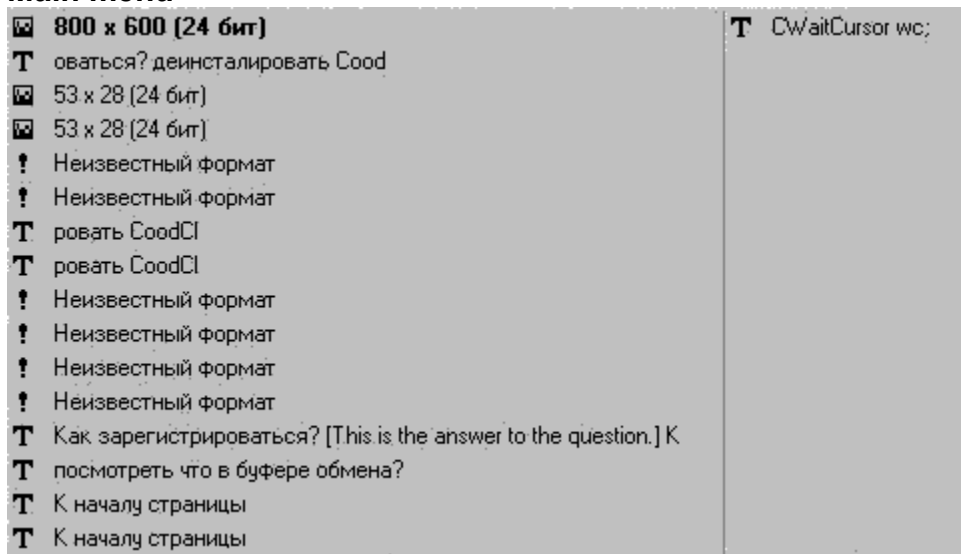 800 x 600 (24 бит)
оваться? деинсталировать Cood
53 x 28 (24 бит)
53 x 28 (24 бит)
Неизвестный формат
Неизвестный формат
ровать CoodCl
ровать CoodCl
Неизвестный формат
Неизвестный формат
Неизвестный формат
Неизвестный формат
Как зарегистрироваться? [This is the answer to the question.] К
посмотреть что в буфере обмена?
К началу страницы
К началу страницы
CWaitCursor wc;